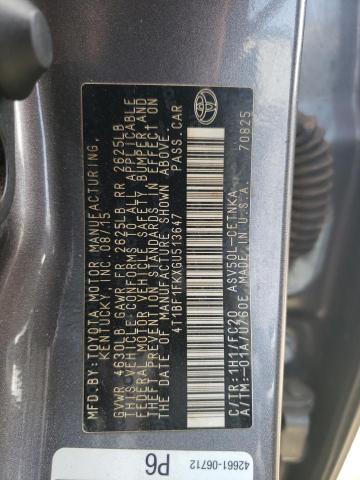 MFD.BY:TOYOTA MOTOR MANUFACTURING,
KENTUCKY INC. 08/15
GVWR 4630LB GAWR FR 2625LB RR 2625LB
THIS VEHICLE CONFORMS TO ALL APPLICABLE
FEDERAL MOTOR VEHICLE SAFETY, BUMPER AND
THEFT PREVENTION STANDARDS IN EFFECT ON
THE DATE OF MANUFACTURE SHOWN ABOVE.
4T1BF1FKXGU513647 PASS.CAR
C/TR:1H1/FC20 ASV50L-CETNKA
A/TM:-01A/U760E MADE IN U.S.A.
70825
42661-06712
P6